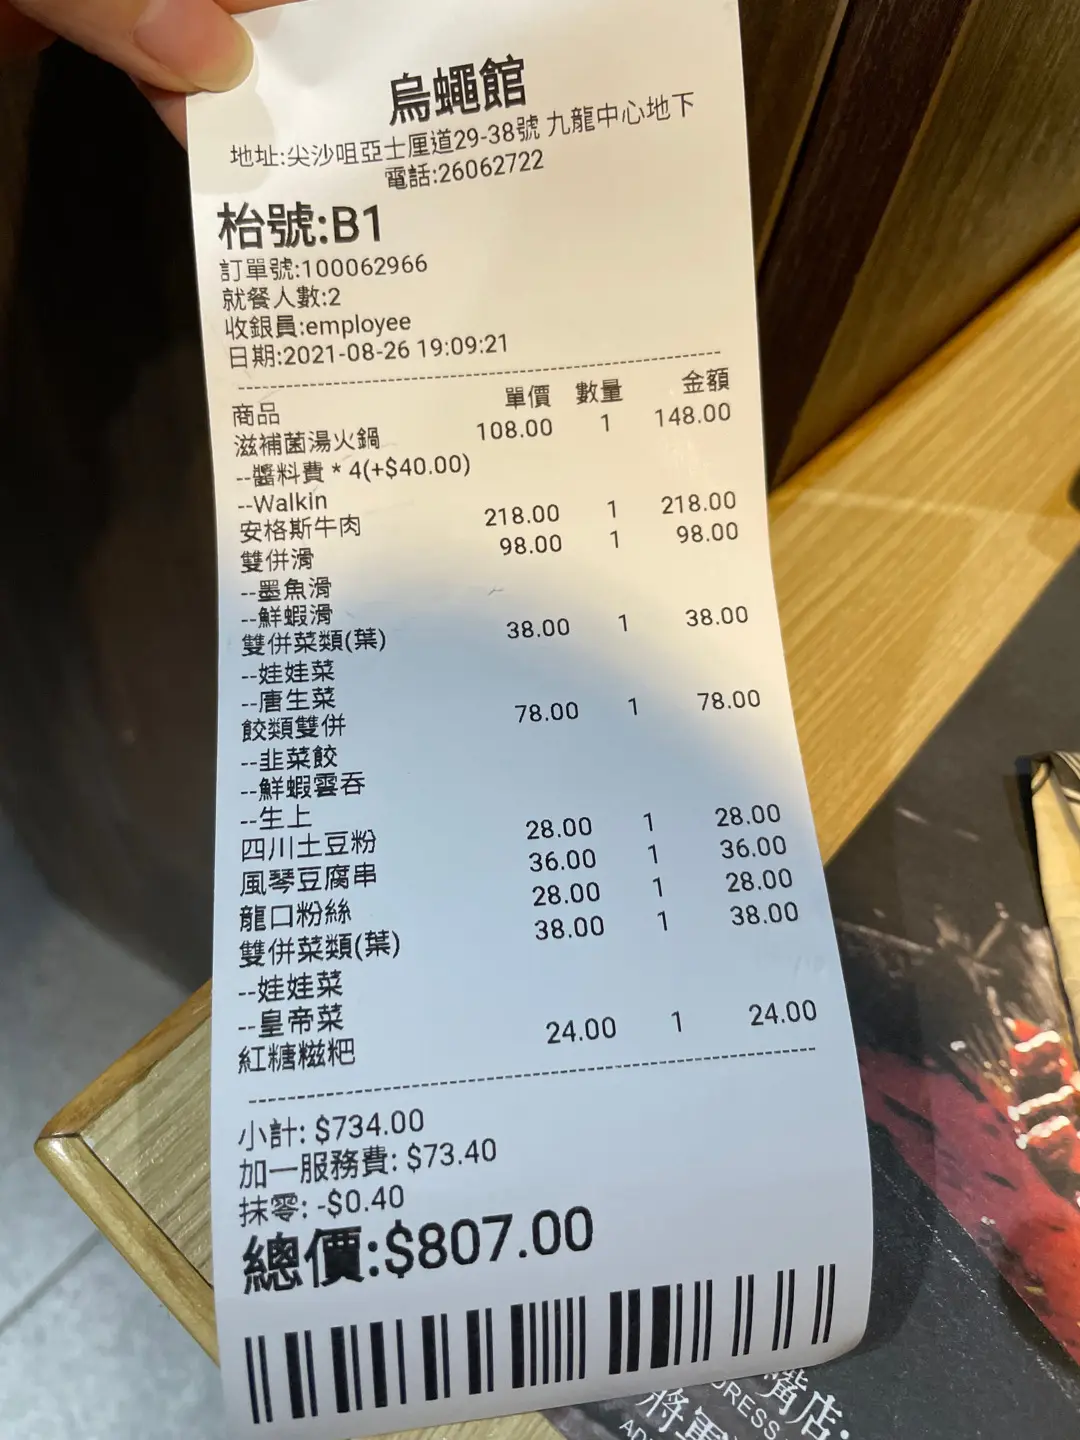 烏蠅館
地址:尖沙咀亞士厘道29-38號 九龍中心地下
電話:26062722
枱號:B1
訂單號:100062966
就餐人數:2
收銀員:employee
日期:2021-08-26 19:09:21
商品 單價 數量 金額
滋補菌湯火鍋 108.00 1 148.00
--醬料費 * 4(+$40.00)
--Walkin
安格斯牛肉 218.00 1 218.00
雙併滑 98.00 1 98.00
--墨魚滑
--鮮蝦滑
雙併菜類(葉) 38.00 1 38.00
--娃娃菜
--唐生菜
餃類雙併 78.00 1 78.00
--韭菜餃
--鮮蝦雲吞
--生上
四川土豆粉 28.00 1 28.00
風琴豆腐串 36.00 1 36.00
龍口粉絲 28.00 1 28.00
雙併菜類(葉) 38.00 1 38.00
--娃娃菜
--皇帝菜
紅糖糍粑 24.00 1 24.00
小計: $734.00
加一服務費: $73.40
抹零: -$0.40
總價:$807.00
嘴店:
DRESS
將軍
AD